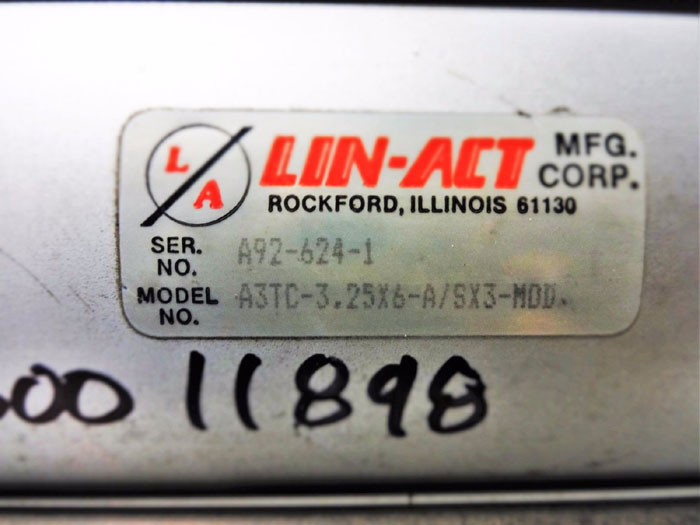 L/A LIN-ACT MFG. CORP.
ROCKFORD, ILLINOIS 61130
SER. NO. A92-624-1
MODEL NO. A3TC-3.25X6-A/SX3-MOD.
00 11898